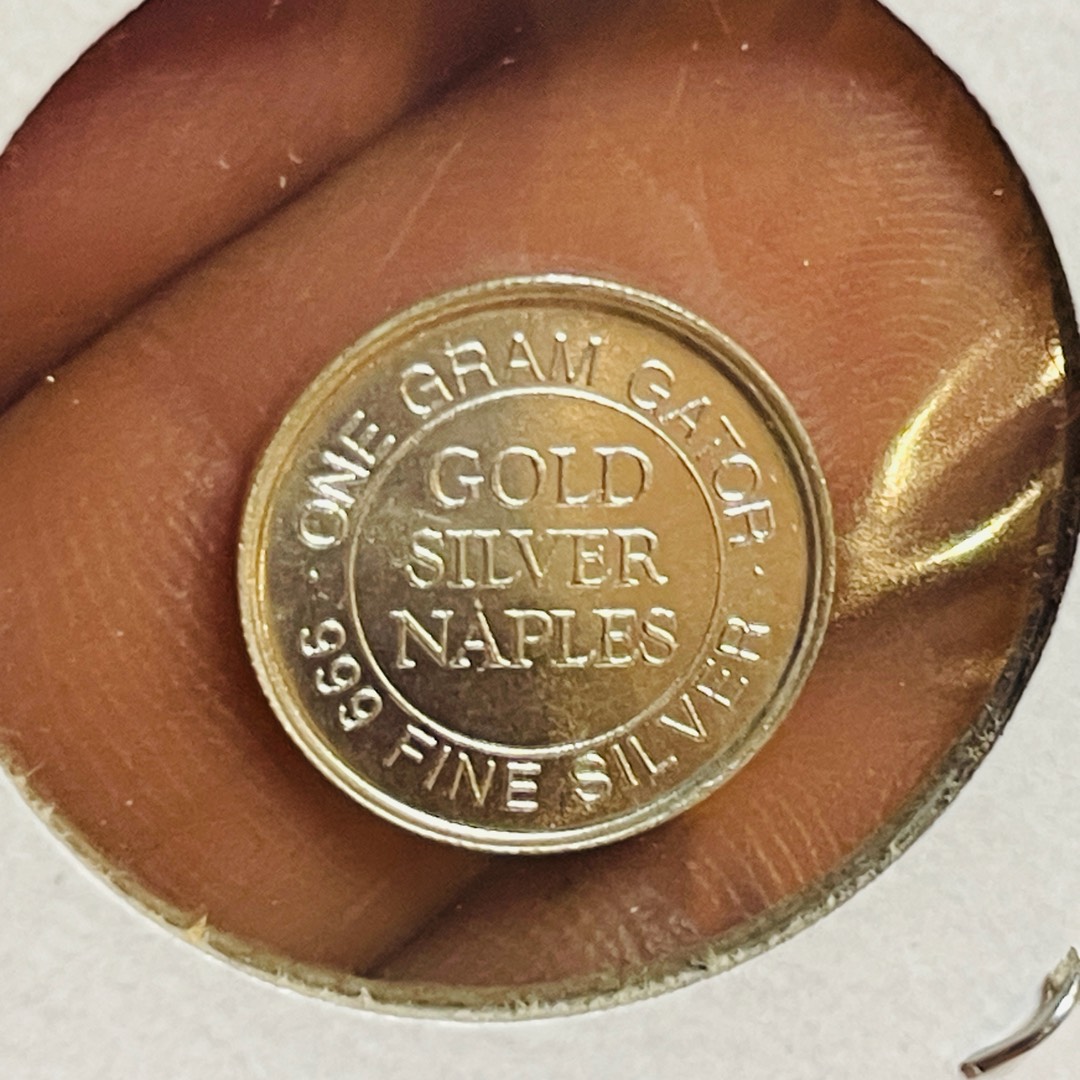 · ONE GRAM GATOR ·
GOLD
SILVER
NAPLES
999 FINE SILVER